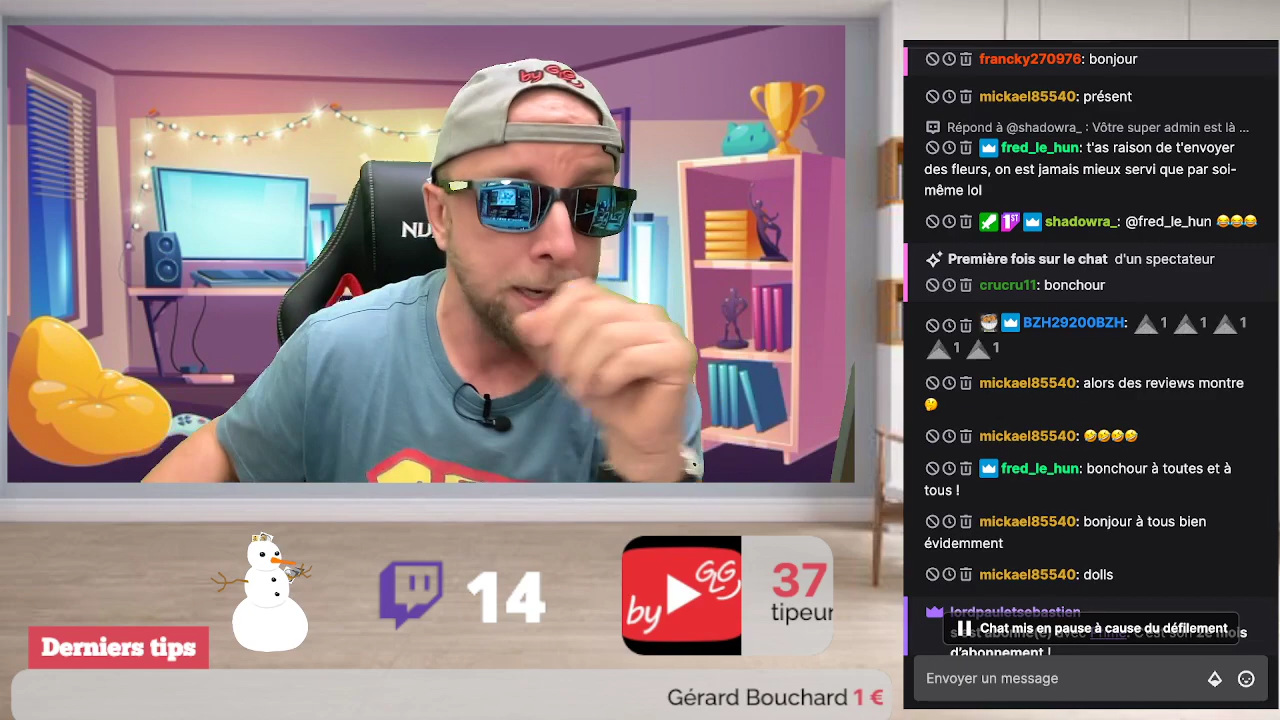 by GG
NU
francky270976: bonjour
mickael85540: présent
Répond à @shadowra_ : Vôtre super admin est là ...
fred_le_hun: t'as raison de t'envoyer
des fleurs, on est jamais mieux servi que par soi-
même lol
1ST shadowra_: @fred_le_hun 😂😂😂
Première fois sur le chat d'un spectateur
crucru11: bonchour
BZH29200BZH: 1 1 1
1 1
mickael85540: alors des reviews montre
🤔
mickael85540: 🤣🤣🤣🤣
fred_le_hun: bonchour à toutes et à
tous !
mickael85540: bonjour à tous bien
évidemment
mickael85540: dolls
lordpauletsebastien
Chat mis en pause à cause du défilement
d'abonnement !
Envoyer un message
14
by GG
37
tipeur
Derniers tips
Gérard Bouchard 1 €